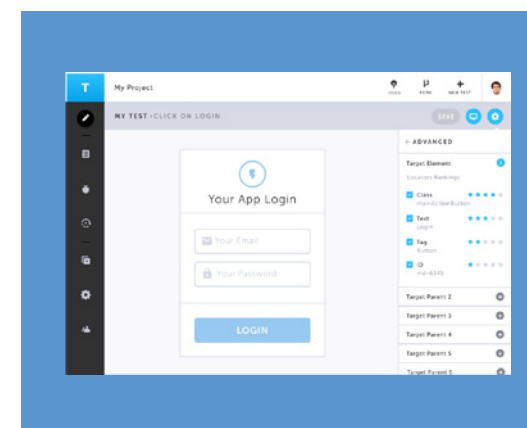 T
My Project
NEW TEST
MY TEST › CLICK ON LOGIN
SAVE
ADVANCED
Target Element
Locators Rankings
Class
Text
Login
Tag
Button
ID
Your App Login
Your Email
Your Password
LOGIN
Target Parent 2
Target Parent 3
Target Parent 4
Target Parent 5
Target Parent 6